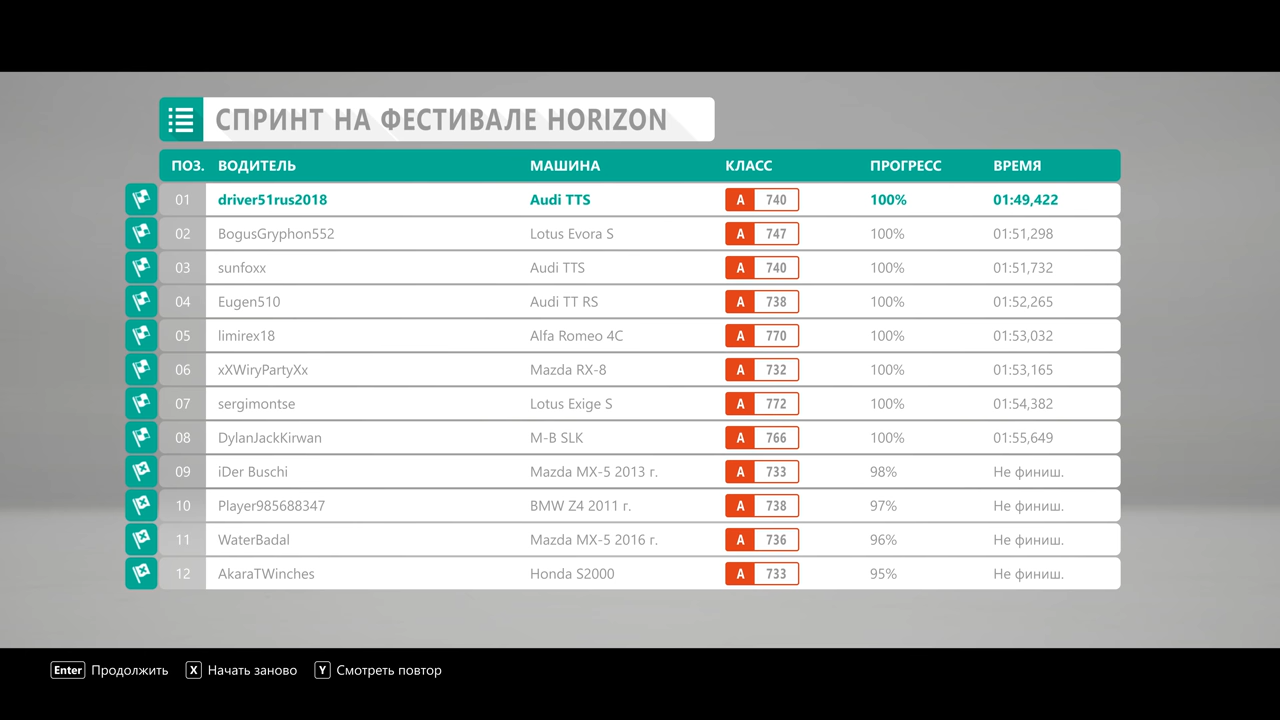 СПРИНТ НА ФЕСТИВАЛЕ HORIZON
ПОЗ. ВОДИТЕЛЬ МАШИНА КЛАСС ПРОГРЕСС ВРЕМЯ
01 driver51rus2018 Audi TTS A 740 100% 01:49,422
02 BogusGryphon552 Lotus Evora S A 747 100% 01:51,298
03 sunfoxx Audi TTS A 740 100% 01:51,732
04 Eugen510 Audi TT RS A 738 100% 01:52,265
05 limirex18 Alfa Romeo 4C A 770 100% 01:53,032
06 xXWiryPartyXx Mazda RX-8 A 732 100% 01:53,165
07 sergimontse Lotus Exige S A 772 100% 01:54,382
08 DylanJackKirwan M-B SLK A 766 100% 01:55,649
09 iDer Buschi Mazda MX-5 2013 г. A 733 98% Не финиш.
10 Player985688347 BMW Z4 2011 г. A 738 97% Не финиш.
11 WaterBadal Mazda MX-5 2016 г. A 736 96% Не финиш.
12 AkaraTWinches Honda S2000 A 733 95% Не финиш.
Enter Продолжить X Начать заново Y Смотреть повтор